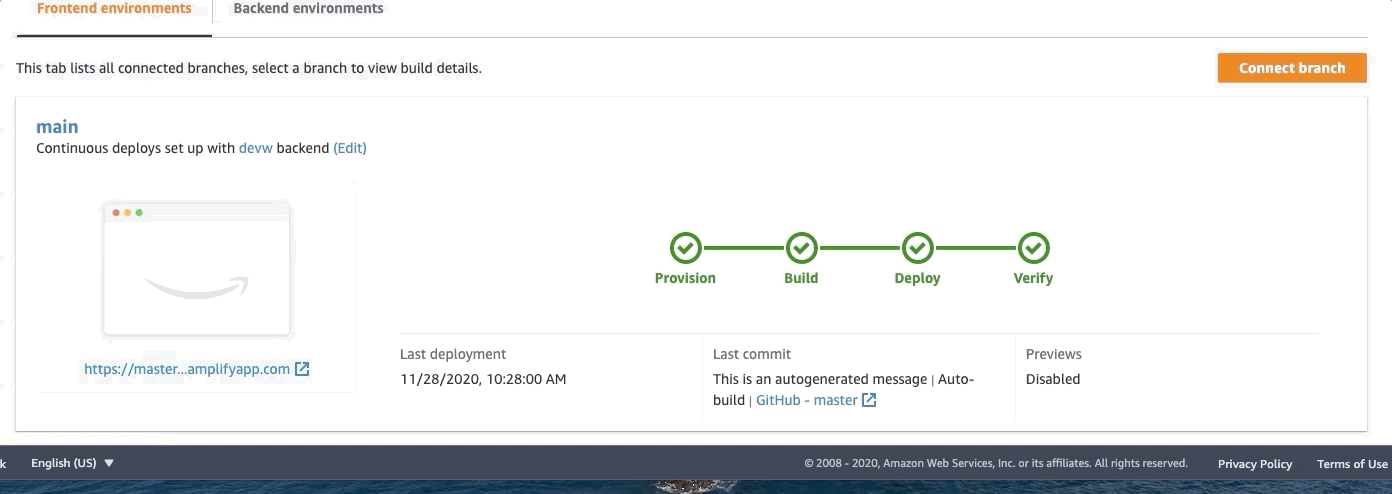 Frontend environments
Backend environments
This tab lists all connected branches, select a branch to view build details.
Connect branch
main
Continuous deploys set up with devw backend (Edit)
Provision
Build
Deploy
Verify
https://master...amplifyapp.com
Last deployment
11/28/2020, 10:28:00 AM
Last commit
This is an autogenerated message | Auto-
build | GitHub - master
Previews
Disabled
k
English (US)
© 2008 - 2020, Amazon Web Services, Inc. or its affiliates. All rights reserved.
Privacy Policy
Terms of Use